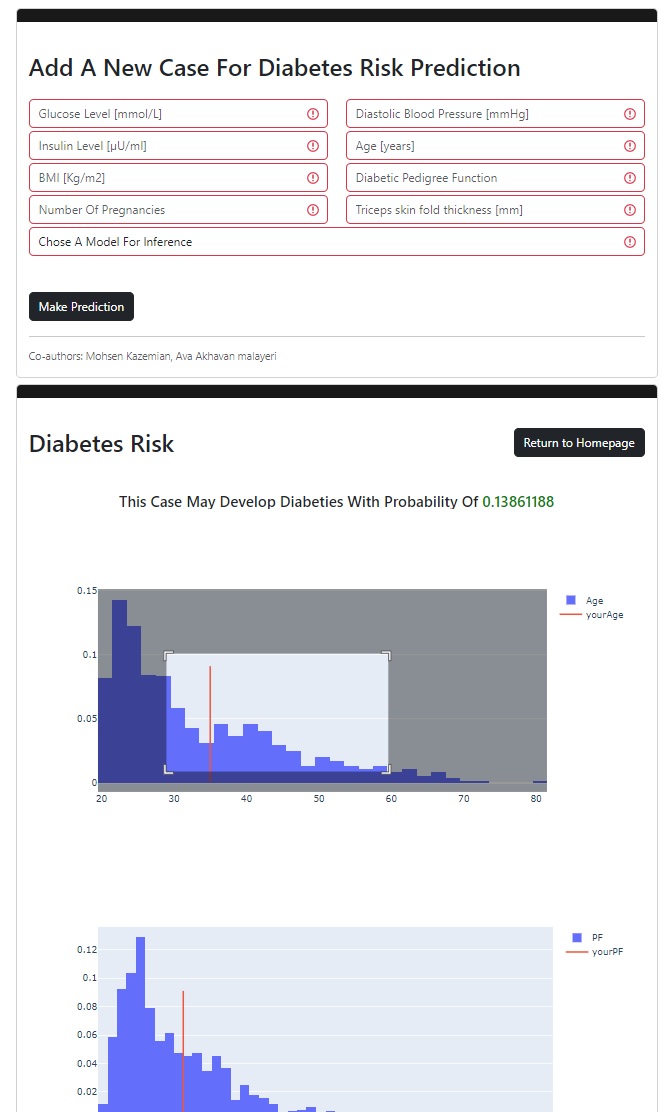 Add A New Case For Diabetes Risk Prediction
Glucose Level [mmol/L]
Diastolic Blood Pressure [mmHg]
Insulin Level [μU/ml]
Age [years]
BMI [Kg/m2]
Diabetic Pedigree Function
Number Of Pregnancies
Triceps skin fold thickness [mm]
Chose A Model For Inference
Make Prediction
Co-authors: Mohsen Kazemian, Ava Akhavan malayeri
Diabetes Risk
Return to Homepage
This Case May Develop Diabeties With Probability Of 0.13861188
0.15
0.1
0.05
0
20 30 40 50 60 70 80
Age
yourAge
0.12
0.1
0.08
0.06
0.04
0.02
PF
yourPF